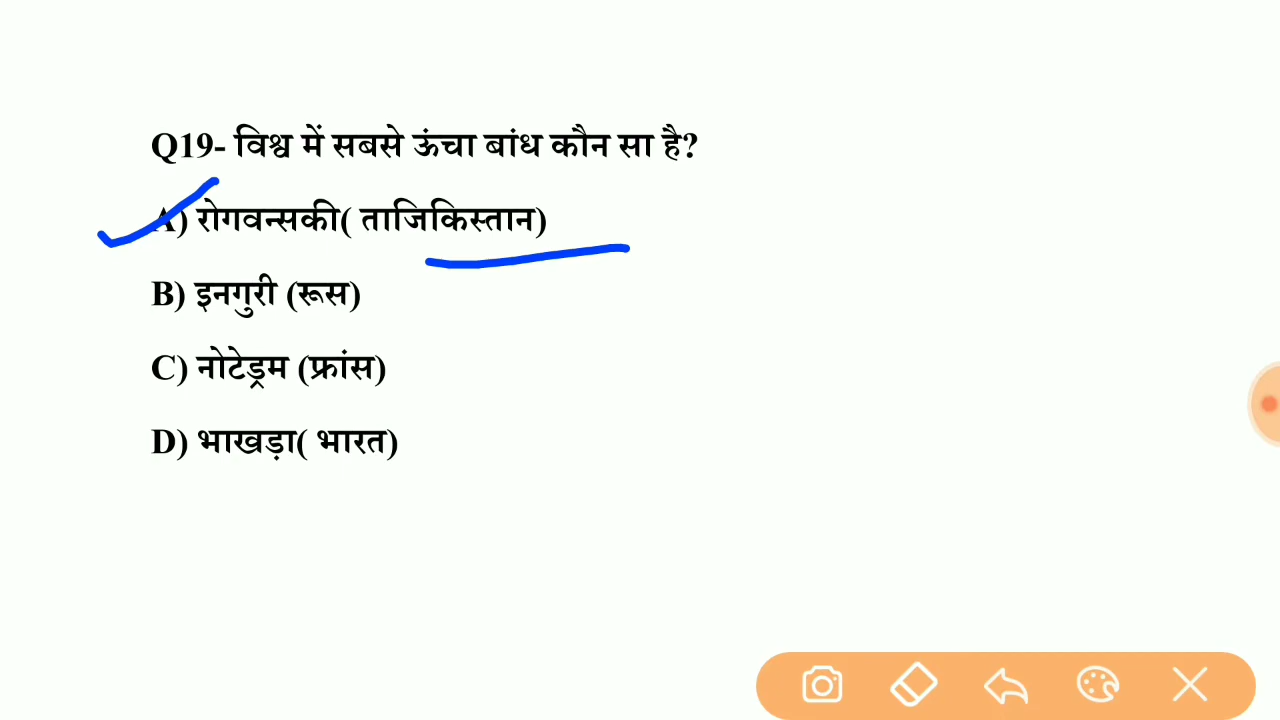 Q19- विश्व में सबसे ऊंचा बांध कौन सा है?
A) रोगवन्सकी( ताजिकिस्तान)
B) इनगुरी (रूस)
C) नोटेड्रम (फ्रांस)
D) भाखड़ा( भारत)